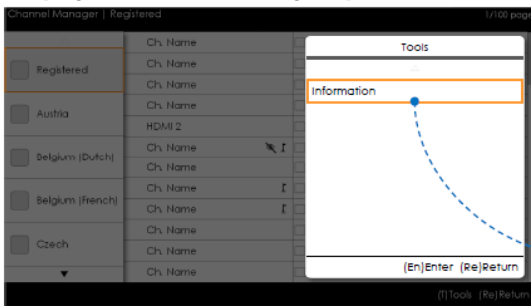 Channel Manager | Registered
1/100 page
Registered
Austria
Belgium (Dutch)
Belgium (French)
Czech
Ch. Name
Ch. Name
Ch. Name
Ch. Name
HDMI 2
Ch. Name
Ch. Name
Ch. Name
Ch. Name
Ch. Name
Ch. Name
Ch. Name
Tools
...
Information
(En)Enter (Re)Return
(T)Tools (Re)Return